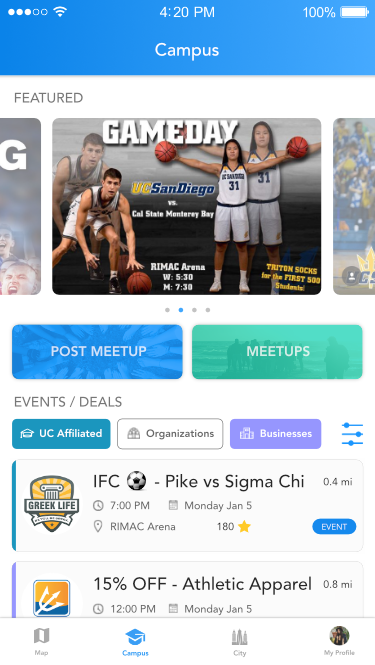 4:20 PM
100%
Campus
FEATURED
G
GAMEDAY
UC San Diego
vs.
Cal State Monterey Bay
31
31
RIMAC Arena
W: 5:30
M: 7:30
TRITON SOCKS
for the FIRST 500
Students!
POST MEETUP
MEETUPS
EVENTS / DEALS
UC Affiliated
Organizations
Businesses
GREEK LIFE
IFC ⚽ - Pike vs Sigma Chi
0.4 mi
7:00 PM
Monday Jan 5
RIMAC Arena
180
EVENT
15% OFF - Athletic Apparel
0.8 mi
12:00 PM
Monday Jan 5
Map
Campus
City
My Profile